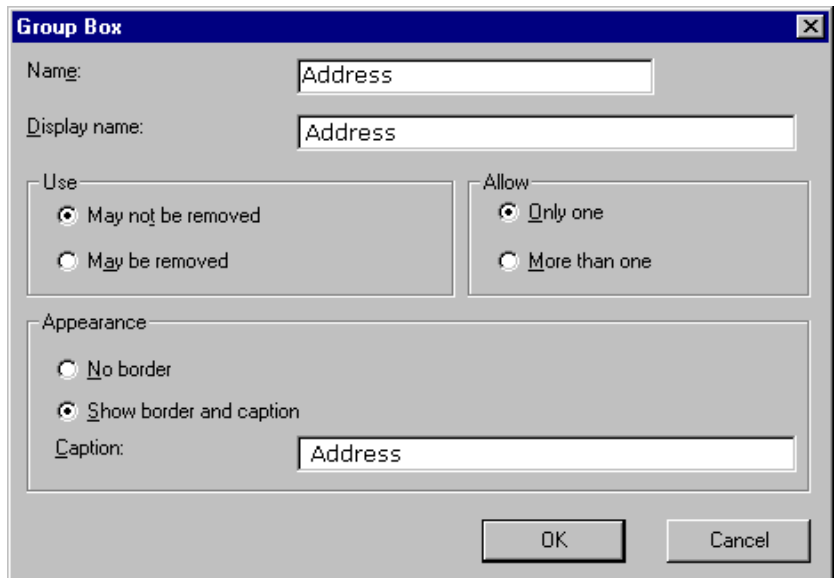 Group Box
Name:
Address
Display name:
Address
Use
May not be removed
May be removed
Allow
Only one
More than one
Appearance
No border
Show border and caption
Caption:
Address
OK
Cancel